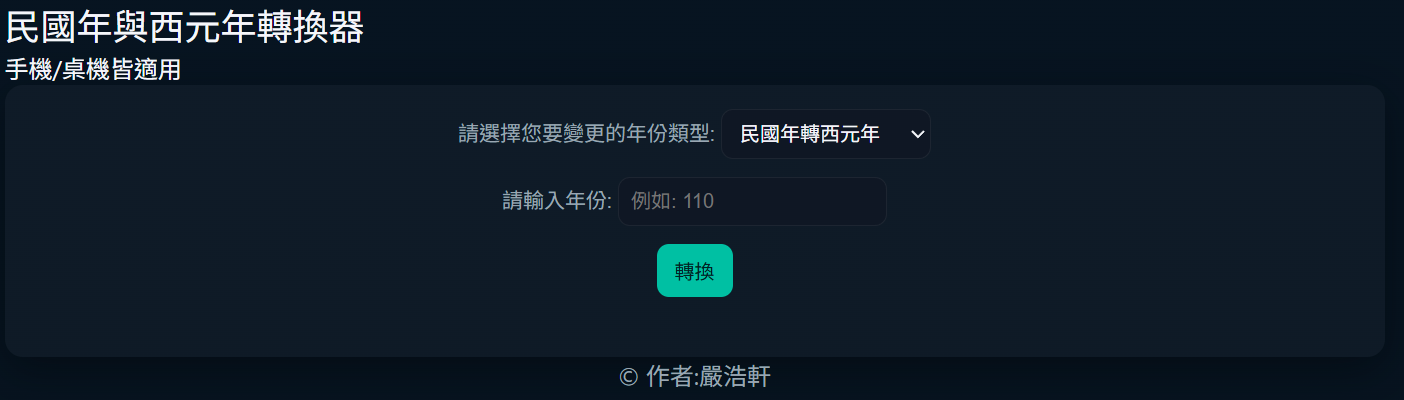 民國年與西元年轉換器
手機/桌機皆適用
請選擇您要變更的年份類型: 民國年轉西元年
請輸入年份: 例如: 110
轉換
© 作者:嚴浩軒